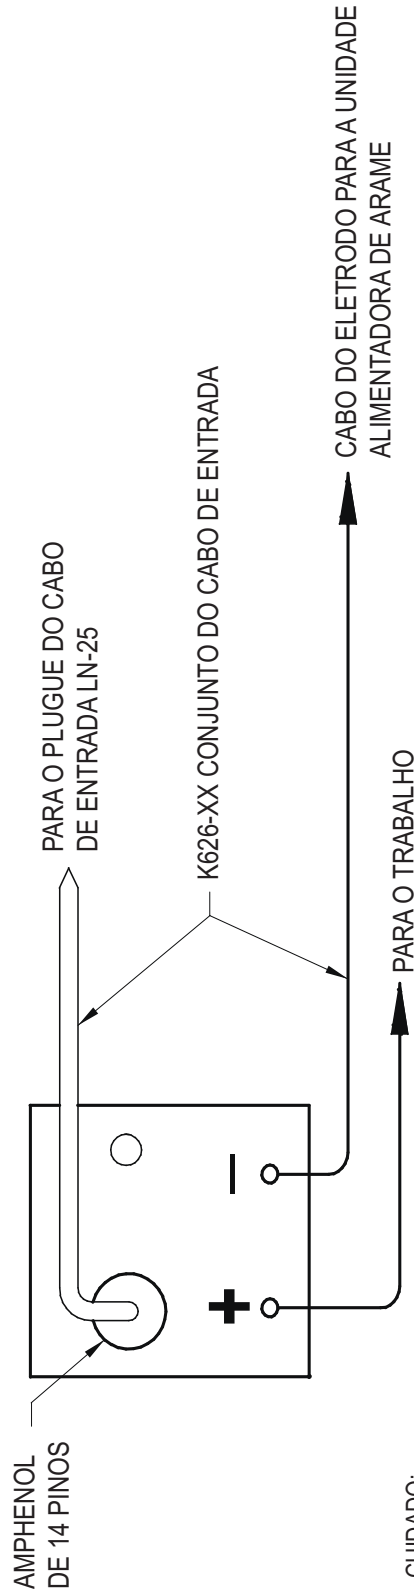 AMPHENOL
DE 14 PINOS
PARA O PLUGUE DO CABO
DE ENTRADA LN-25
K626-XX CONJUNTO DO CABO DE ENTRADA
+
–
CABO DO ELETRODO PARA A UNIDADE
ALIMENTADORA DE ARAME
PARA O TRABALHO